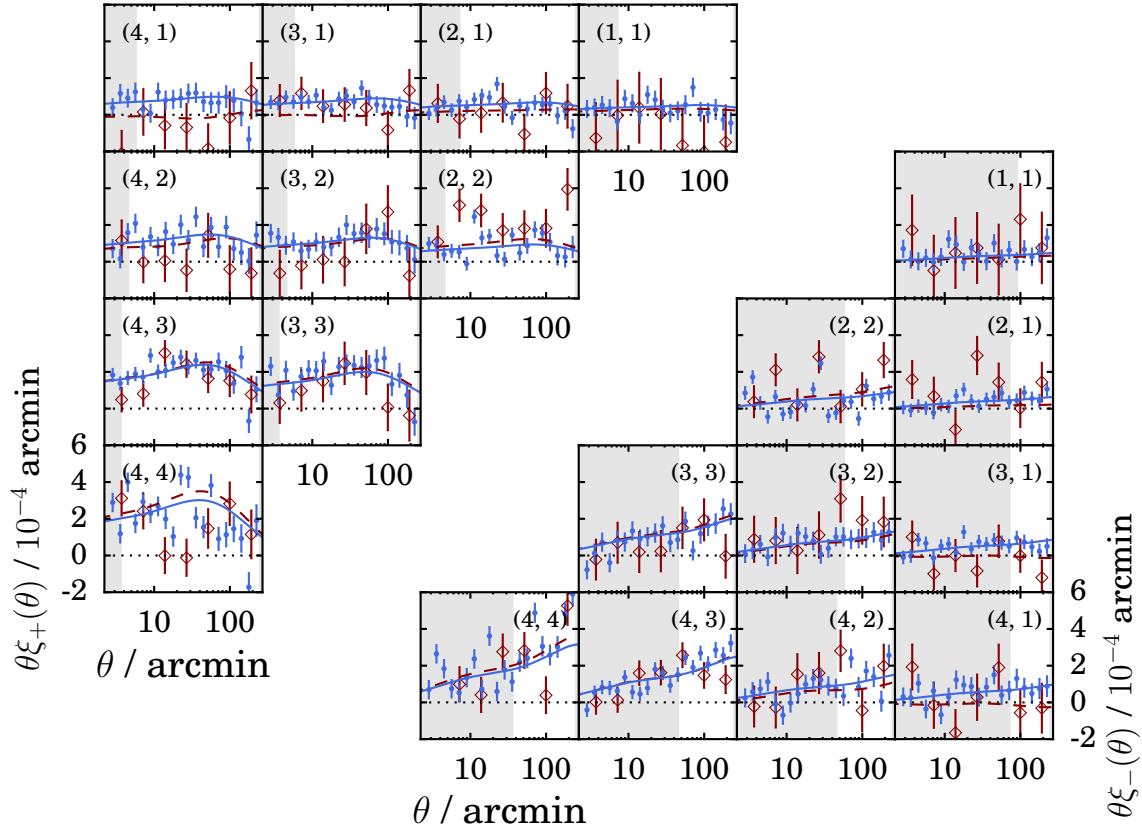 (4, 1) (3, 1) (2, 1) (1, 1)
10 100
(4, 2) (3, 2) (2, 2) (1, 1)
10 100
(4, 3) (3, 3) (2, 2) (2, 1)
10 100
6
4
2
0
-2
(4, 4) (3, 3) (3, 2) (3, 1)
10 100
θξ₊(θ) / 10⁻⁴ arcmin
θ / arcmin
(4, 4) (4, 3) (4, 2) (4, 1)
6
4
2
0
-2
10 100 10 100 10 100 10 100
θ / arcmin
θξ₋(θ) / 10⁻⁴ arcmin